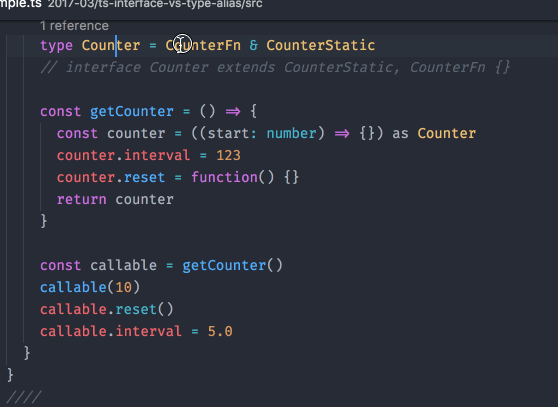 mple.ts 2017-03/ts-interface-vs-type-alias/src
1 reference
type Counter = CounterFn & CounterStatic
// interface Counter extends CounterStatic, CounterFn {}
const getCounter = () => {
const counter = ((start: number) => {}) as Counter
counter.interval = 123
counter.reset = function() {}
return counter
}
const callable = getCounter()
callable(10)
callable.reset()
callable.interval = 5.0
}
}
////